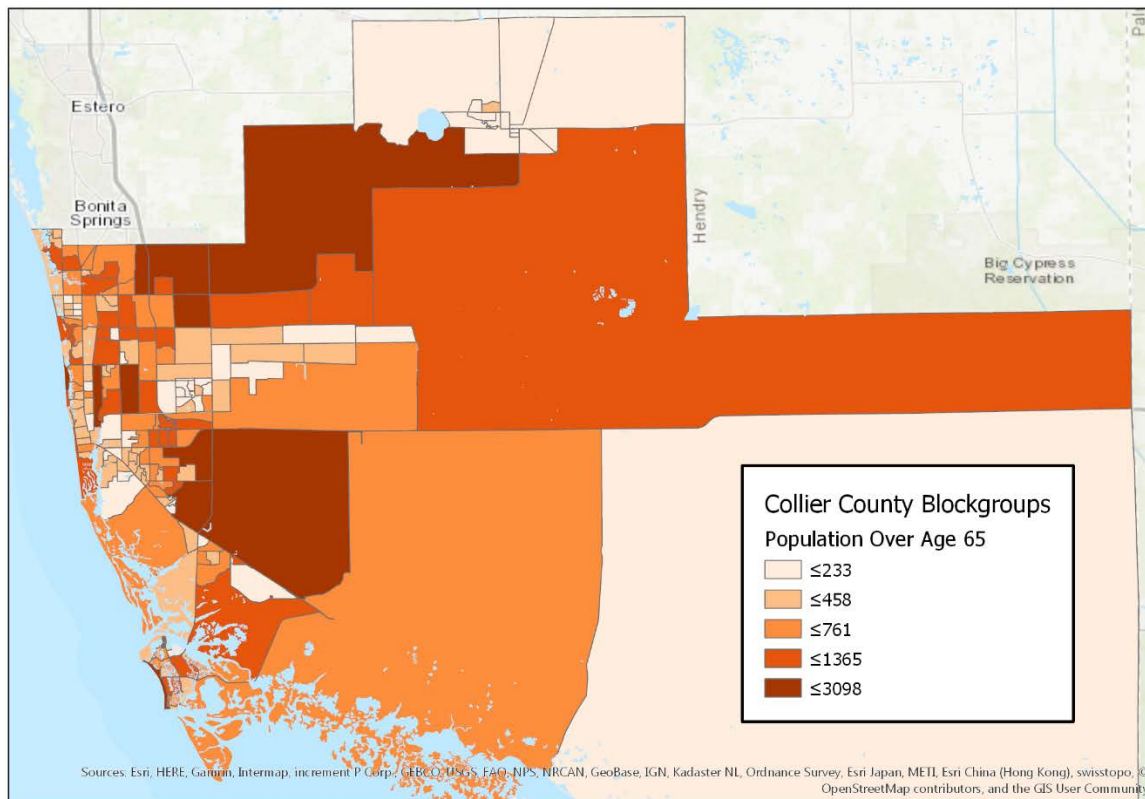 Palm
Estero
Bonita
Springs
Hendry
Big Cypress
Reservation
Collier County Blockgroups
Population Over Age 65
≤233
≤458
≤761
≤1365
≤3098
Sources: Esri, HERE, Garmin, Intermap, increment P Corp., GEBCO, USGS, FAO, NPS, NRCAN, GeoBase, IGN, Kadaster NL, Ordnance Survey, Esri Japan, METI, Esri China (Hong Kong), swisstopo, ©
OpenStreetMap contributors, and the GIS User Commun